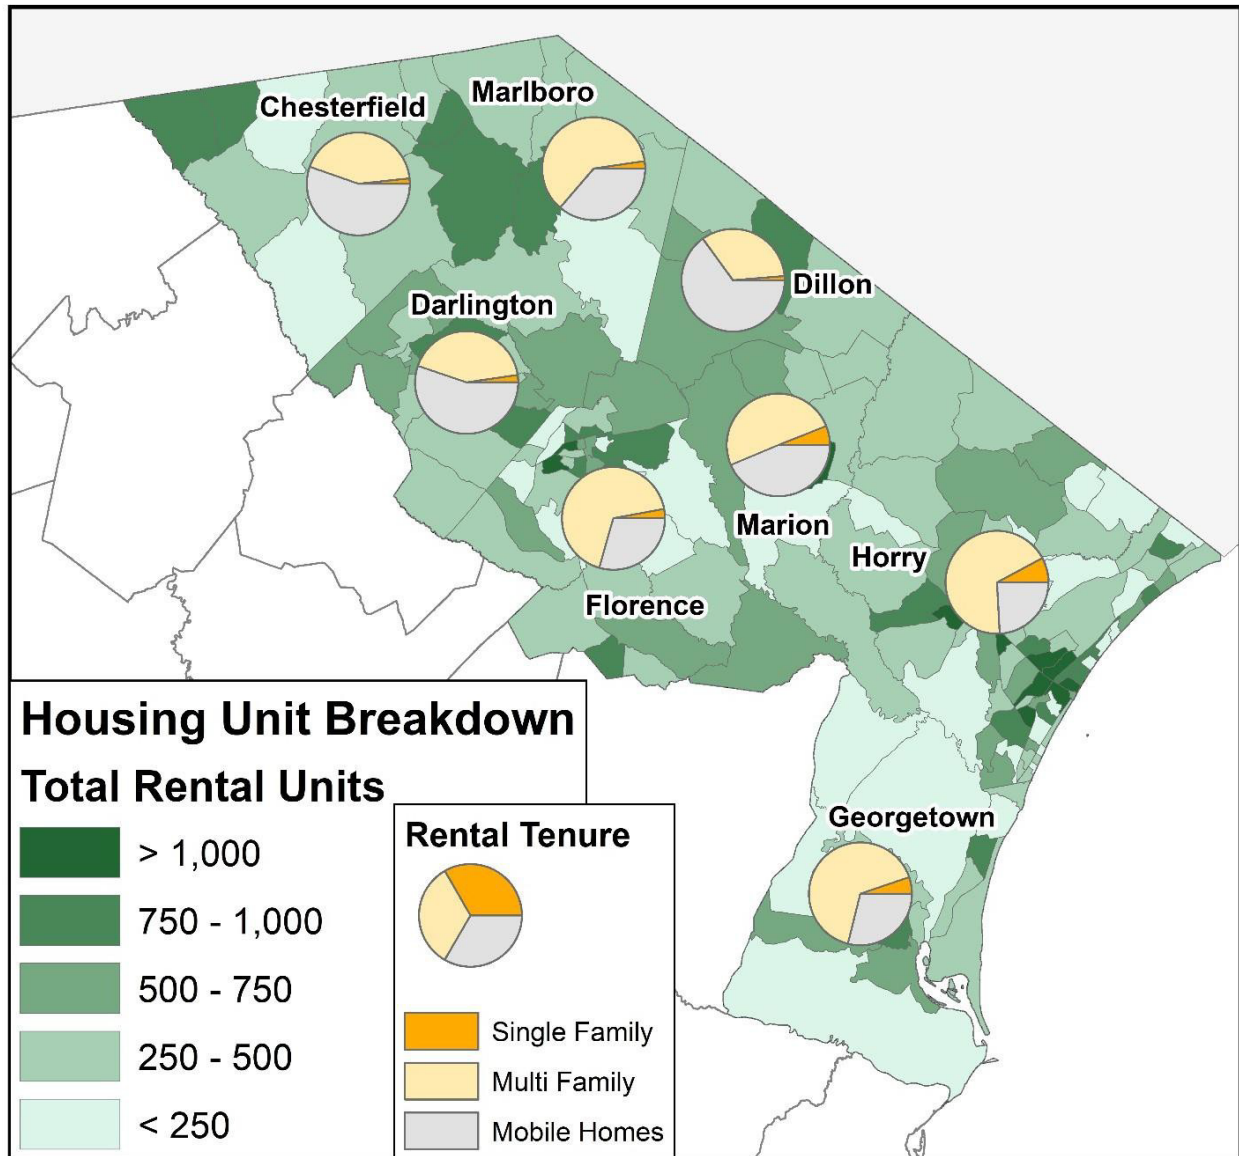 Chesterfield
Marlboro
Dillon
Darlington
Marion
Horry
Florence
Georgetown
Housing Unit Breakdown
Total Rental Units
> 1,000
750 - 1,000
500 - 750
250 - 500
< 250
Rental Tenure
Single Family
Multi Family
Mobile Homes